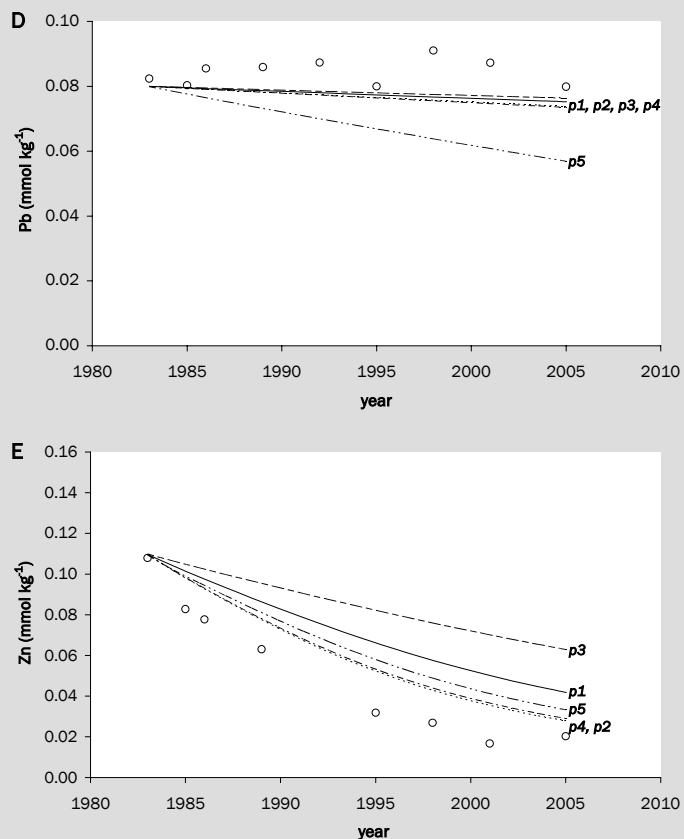 D
0.10
0.08
0.06
0.04
0.02
0.00
Pb (mmol kg-1)
p1, p2, p3, p4
p5
1980 1985 1990 1995 2000 2005 2010
year
E
0.16
0.14
0.12
0.10
0.08
0.06
0.04
0.02
0.00
Zn (mmol kg-1)
p3
p1
p5
p4, p2
1980 1985 1990 1995 2000 2005 2010
year